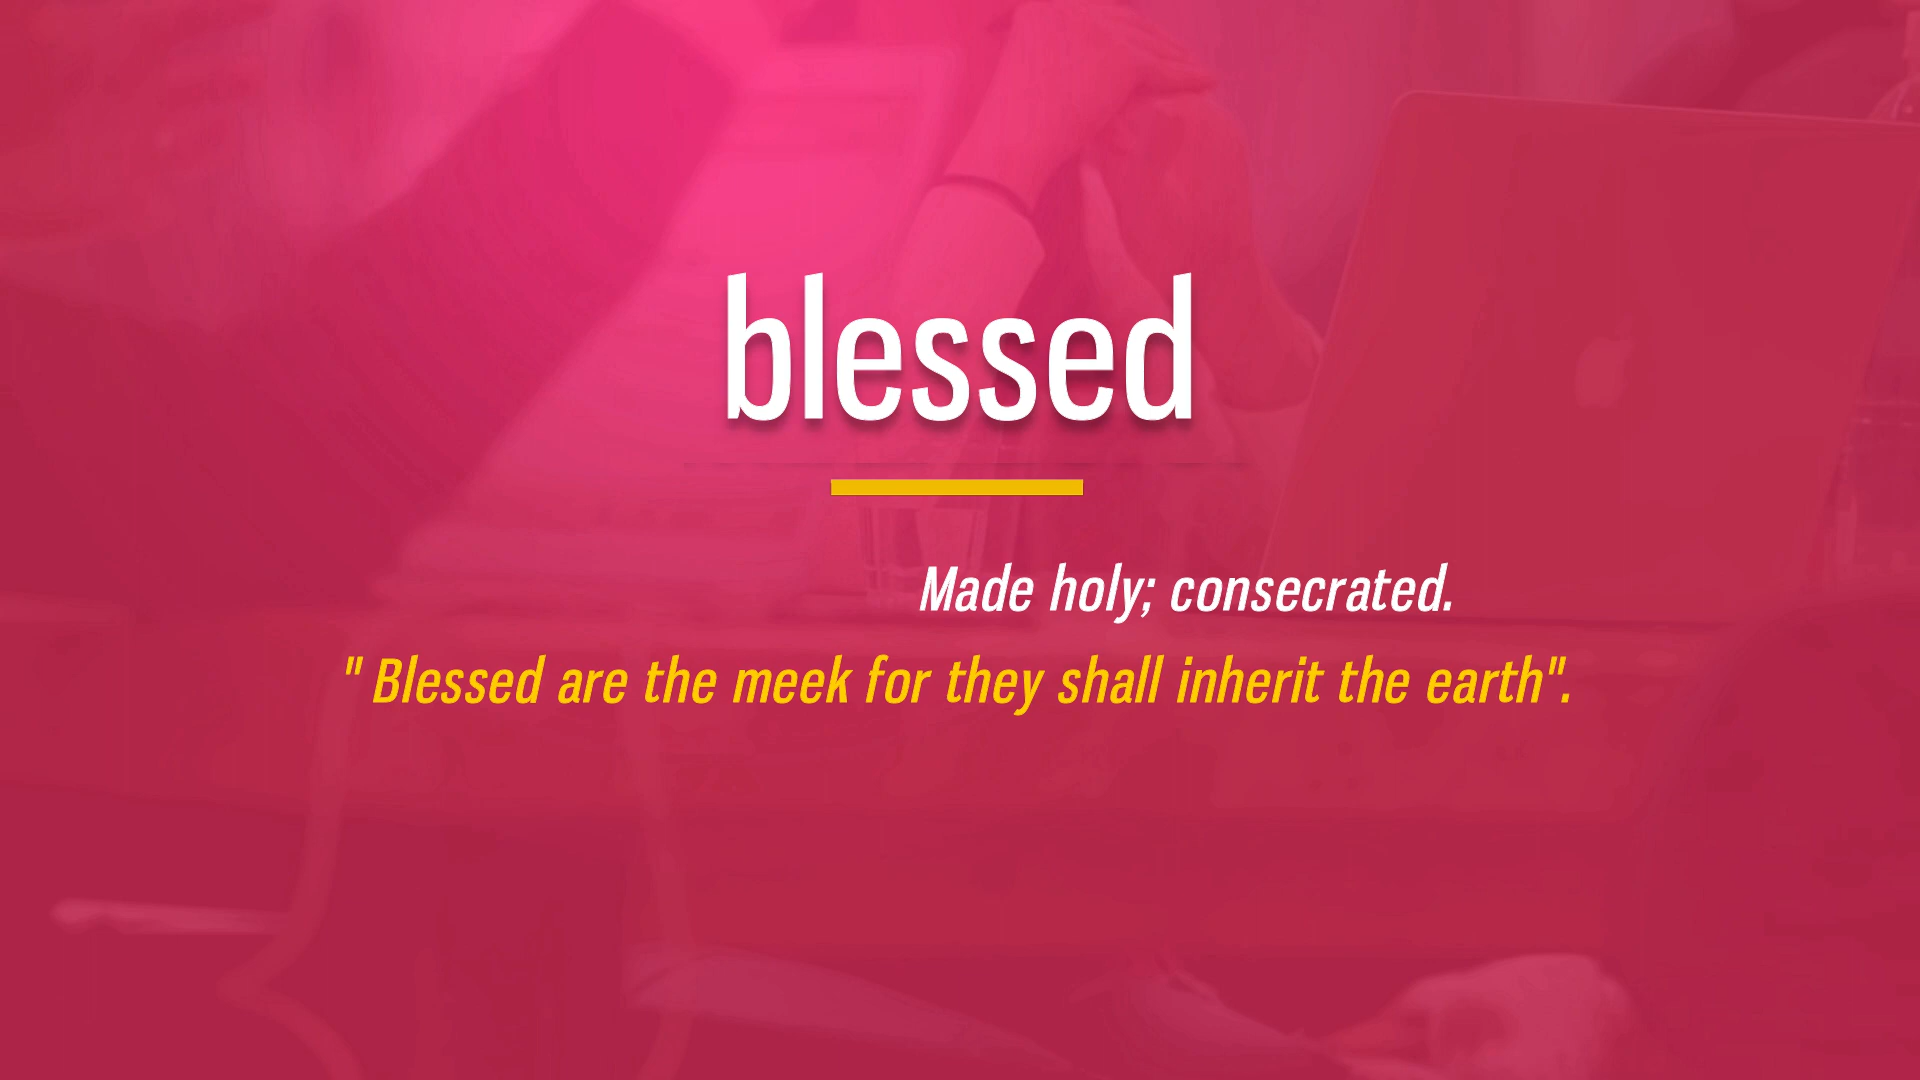 blessed
Made holy; consecrated.
" Blessed are the meek for they shall inherit the earth".